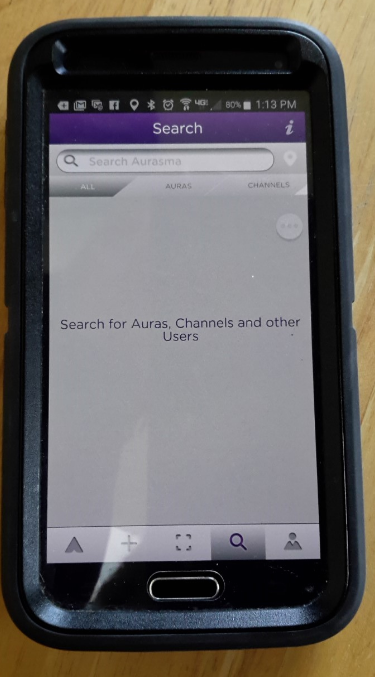 80% 1:13 PM
Search
i
Search Aurasma
ALL AURAS CHANNELS
Search for Auras, Channels and other
Users